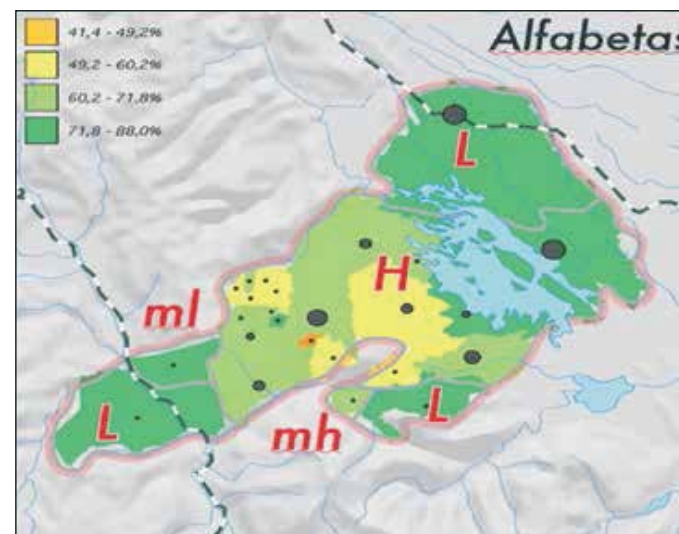 Alfabetas
41,4 - 49,2%
49,2 - 60,2%
60,2 - 71,8%
71,8 - 88,0%
L
2
H
ml
L
L
mh